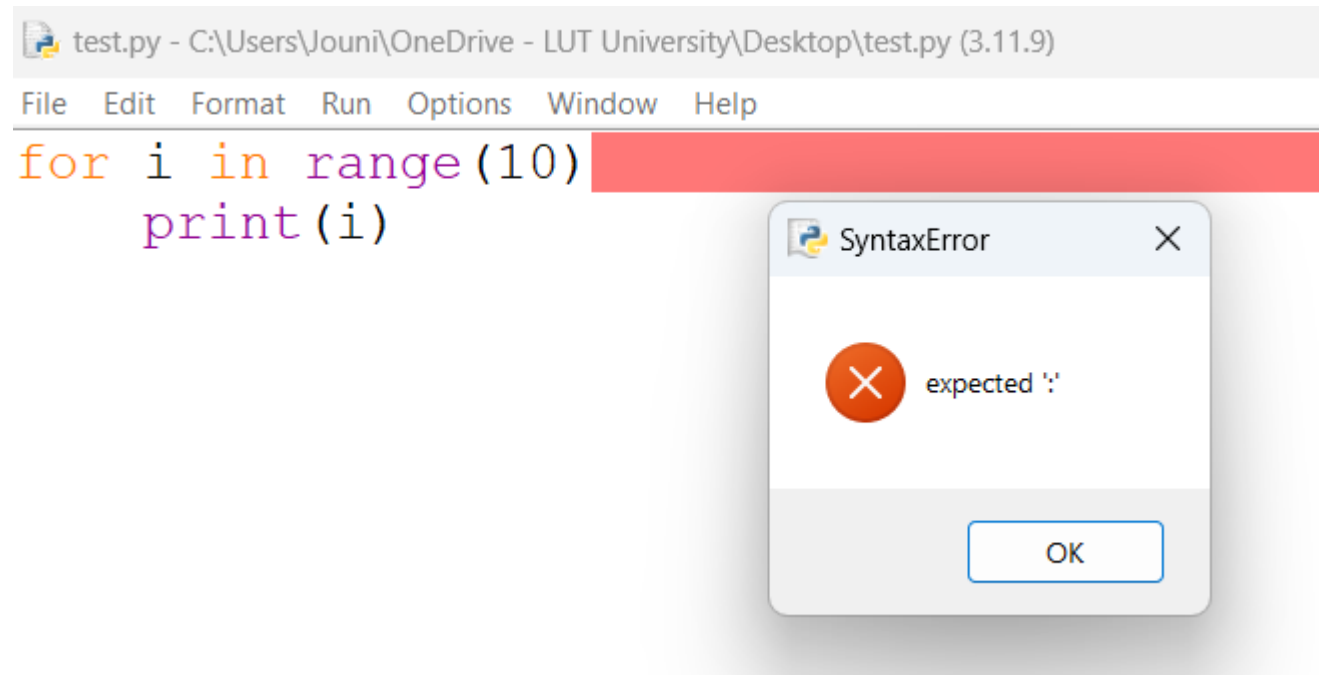 test.py - C:\Users\Jouni\OneDrive - LUT University\Desktop\test.py (3.11.9)
File Edit Format Run Options Window Help
for i in range(10)
    print(i)
SyntaxError
expected ':'
OK